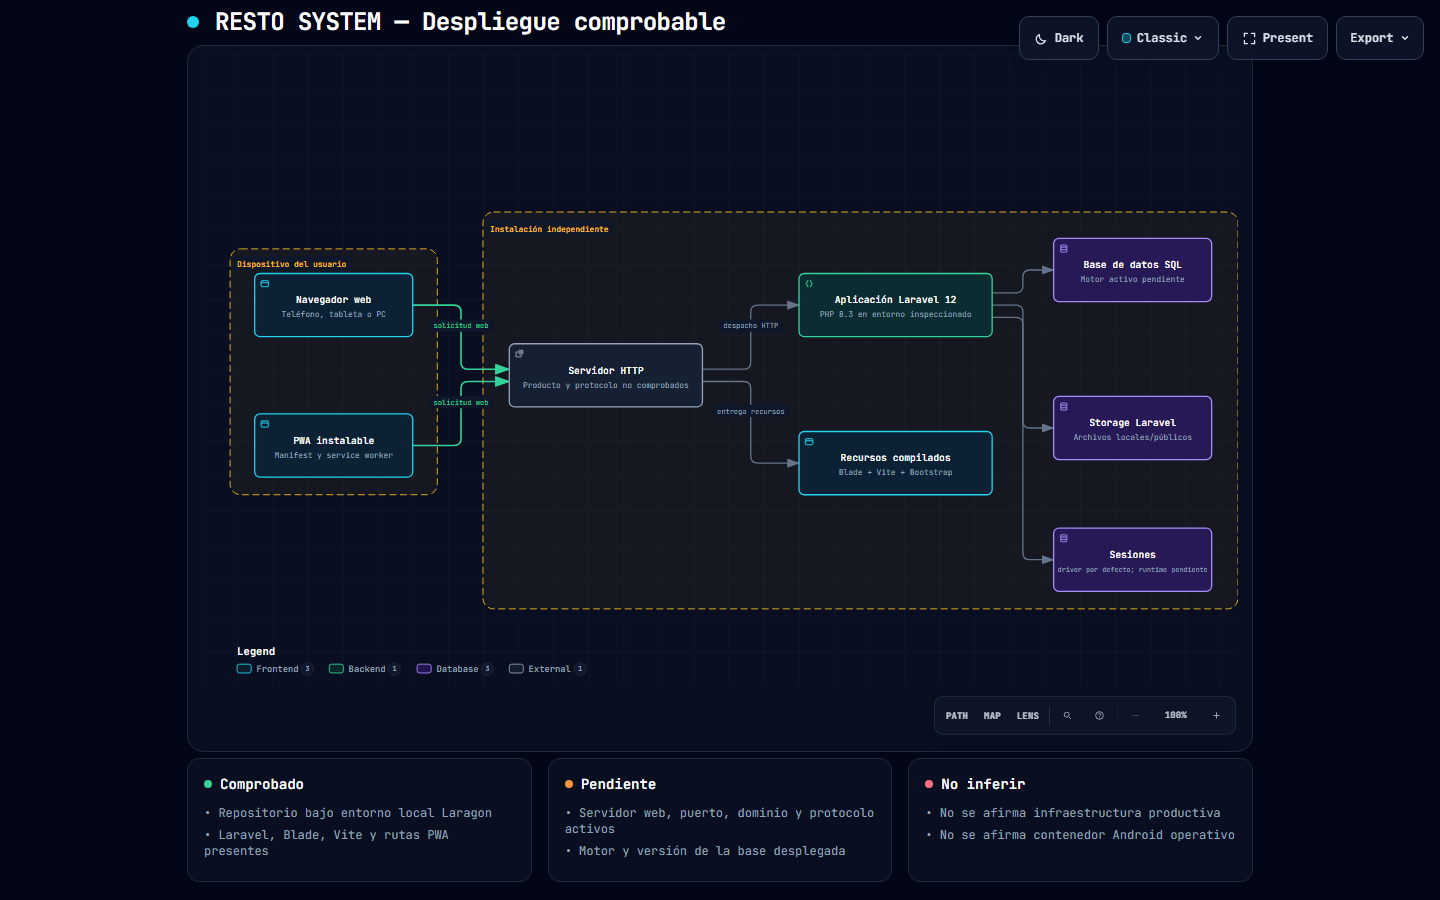 RESTO SYSTEM — Despliegue comprobable
Dark
Classic
Present
Export
Instalación independiente
Dispositivo del usuario
Navegador web
Teléfono, tableta o PC
solicitud web
PWA instalable
Manifest y service worker
solicitud web
Servidor HTTP
Producto y protocolo no comprobados
despacho HTTP
entrega recursos
Aplicación Laravel 12
PHP 8.3 en entorno inspeccionado
Recursos compilados
Blade + Vite + Bootstrap
Base de datos SQL
Motor activo pendiente
Storage Laravel
Archivos locales/públicos
Sesiones
driver por defecto; runtime pendiente
Legend
Frontend 3
Backend 1
Database 3
External 1
PATH MAP LENS
100%
Comprobado
• Repositorio bajo entorno local Laragon
• Laravel, Blade, Vite y rutas PWA
presentes
Pendiente
• Servidor web, puerto, dominio y protocolo
activos
• Motor y versión de la base desplegada
No inferir
• No se afirma infraestructura productiva
• No se afirma contenedor Android operativo